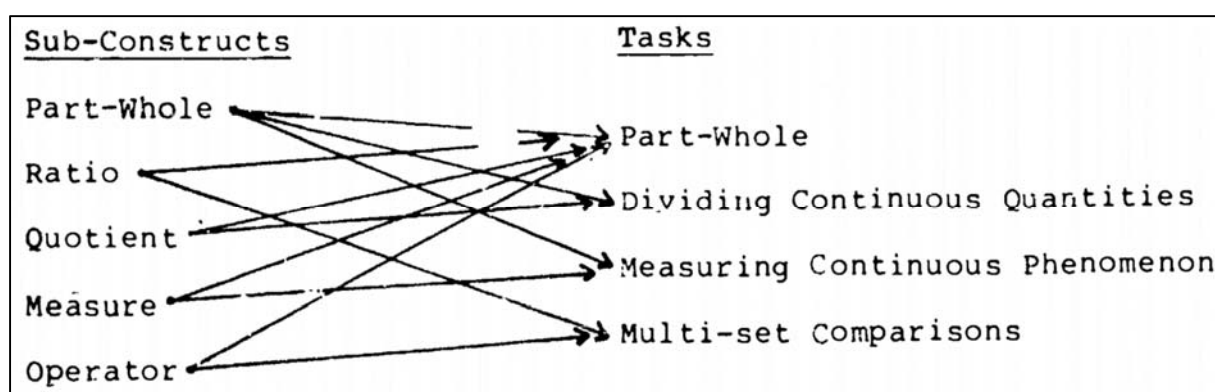 Sub-Constructs
Tasks
Part-Whole
Ratio
Quotient
Measure
Operator
Part-Whole
Dividing Continuous Quantities
Measuring Continuous Phenomenon
Multi-set Comparisons